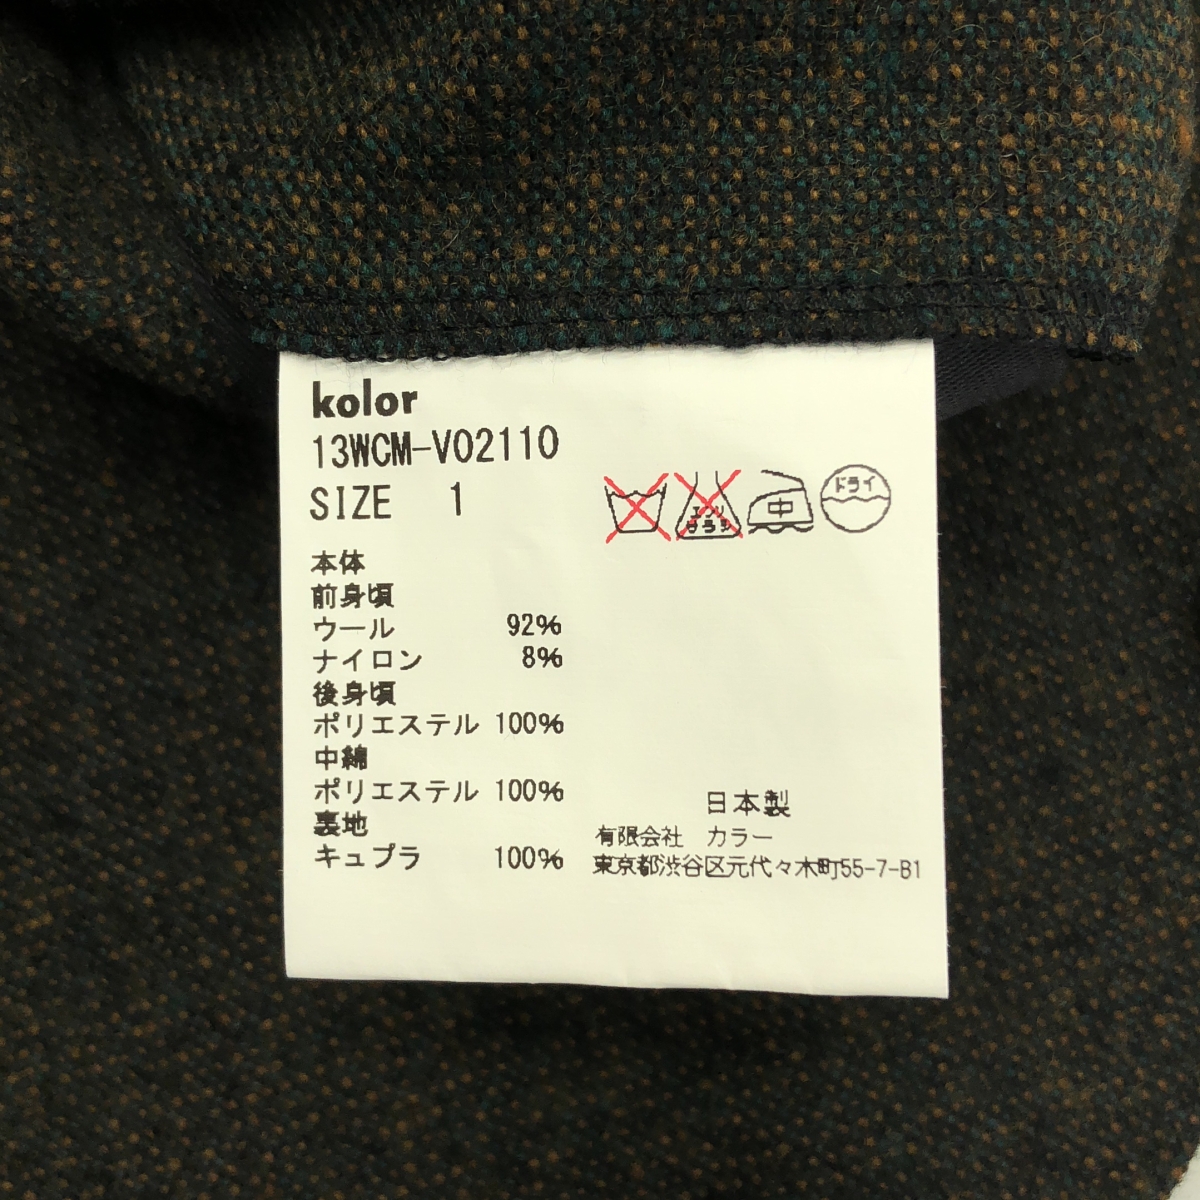 kolor
13WCM-V02110
SIZE 1
エンソ
サラシ
中
ドライ
本体
前身頃
ウール 92%
ナイロン 8%
後身頃
ポリエステル 100%
中綿
ポリエステル 100%
裏地
キュプラ 100%
日本製
有限会社 カラー
東京都渋谷区元代々木町55-7-B1